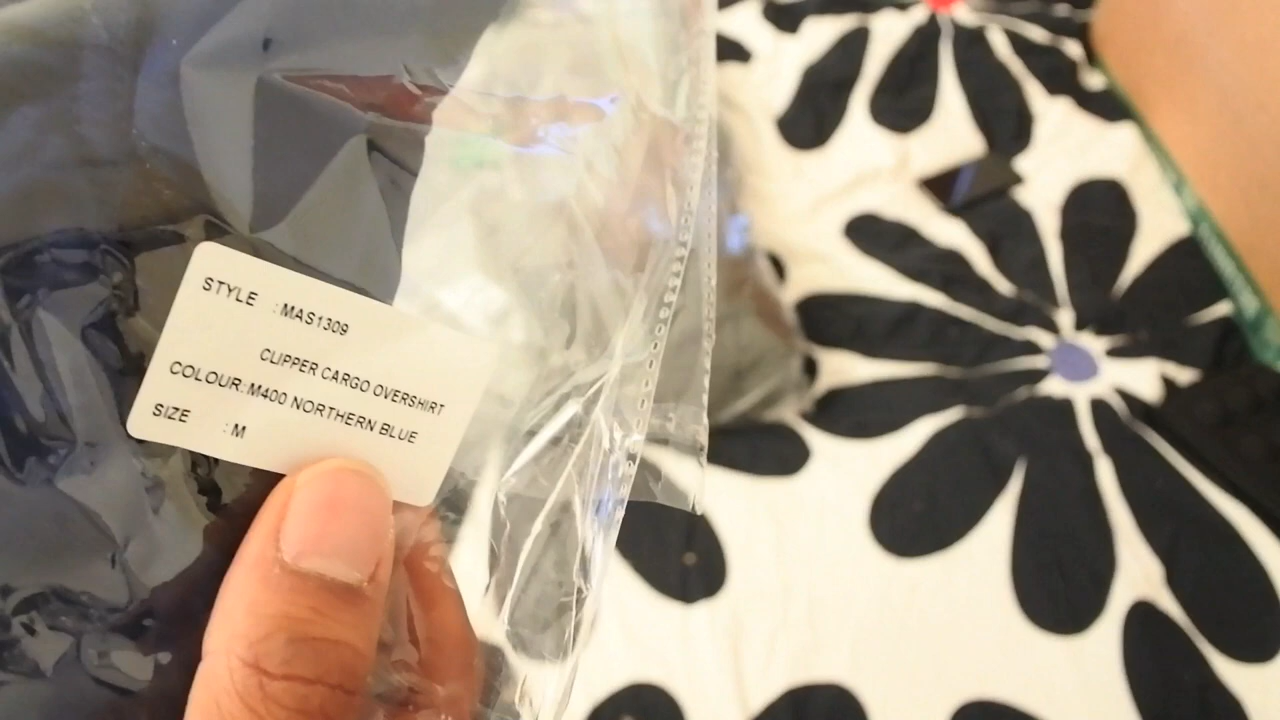 STYLE : MAS1309
CLIPPER CARGO OVERSHIRT
COLOUR: M400 NORTHERN BLUE
SIZE : M